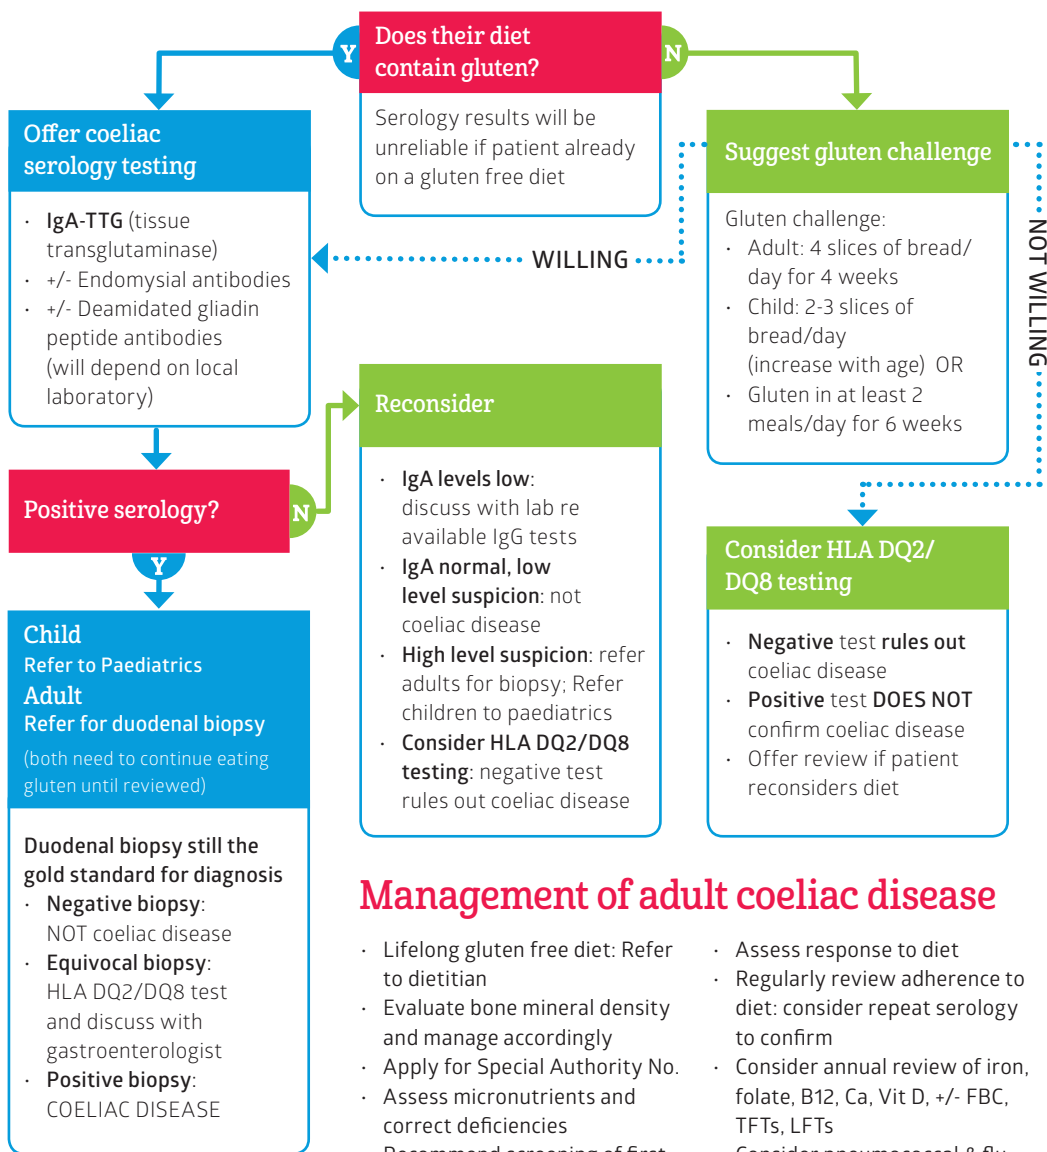 Does their diet
contain gluten?
Y
N
Serology results will be
unreliable if patient already
on a gluten free diet
Offer coeliac
serology testing
· IgA-TTG (tissue
transglutaminase)
· +/- Endomysial antibodies
· +/- Deamidated gliadin
peptide antibodies
(will depend on local
laboratory)
Suggest gluten challenge
Gluten challenge:
· Adult: 4 slices of bread/
day for 4 weeks
· Child: 2-3 slices of
bread/day
(increase with age) OR
· Gluten in at least 2
meals/day for 6 weeks
WILLING
NOT WILLING
Positive serology?
N
Y
Reconsider
· IgA levels low:
discuss with lab re
available IgG tests
· IgA normal, low
level suspicion: not
coeliac disease
· High level suspicion: refer
adults for biopsy; Refer
children to paediatrics
· Consider HLA DQ2/DQ8
testing: negative test
rules out coeliac disease
Consider HLA DQ2/
DQ8 testing
· Negative test rules out
coeliac disease
· Positive test DOES NOT
confirm coeliac disease
· Offer review if patient
reconsiders diet
Child
Refer to Paediatrics
Adult
Refer for duodenal biopsy
(both need to continue eating
gluten until reviewed)
Duodenal biopsy still the
gold standard for diagnosis
· Negative biopsy:
NOT coeliac disease
· Equivocal biopsy:
HLA DQ2/DQ8 test
and discuss with
gastroenterologist
· Positive biopsy:
COELIAC DISEASE
Management of adult coeliac disease
· Lifelong gluten free diet: Refer
to dietitian
· Evaluate bone mineral density
and manage accordingly
· Apply for Special Authority No.
· Assess micronutrients and
correct deficiencies
· Recommend screening of first
· Assess response to diet
· Regularly review adherence to
diet: consider repeat serology
to confirm
· Consider annual review of iron,
folate, B12, Ca, Vit D, +/- FBC,
TFTs, LFTs
· Consider pneumococcal & flu